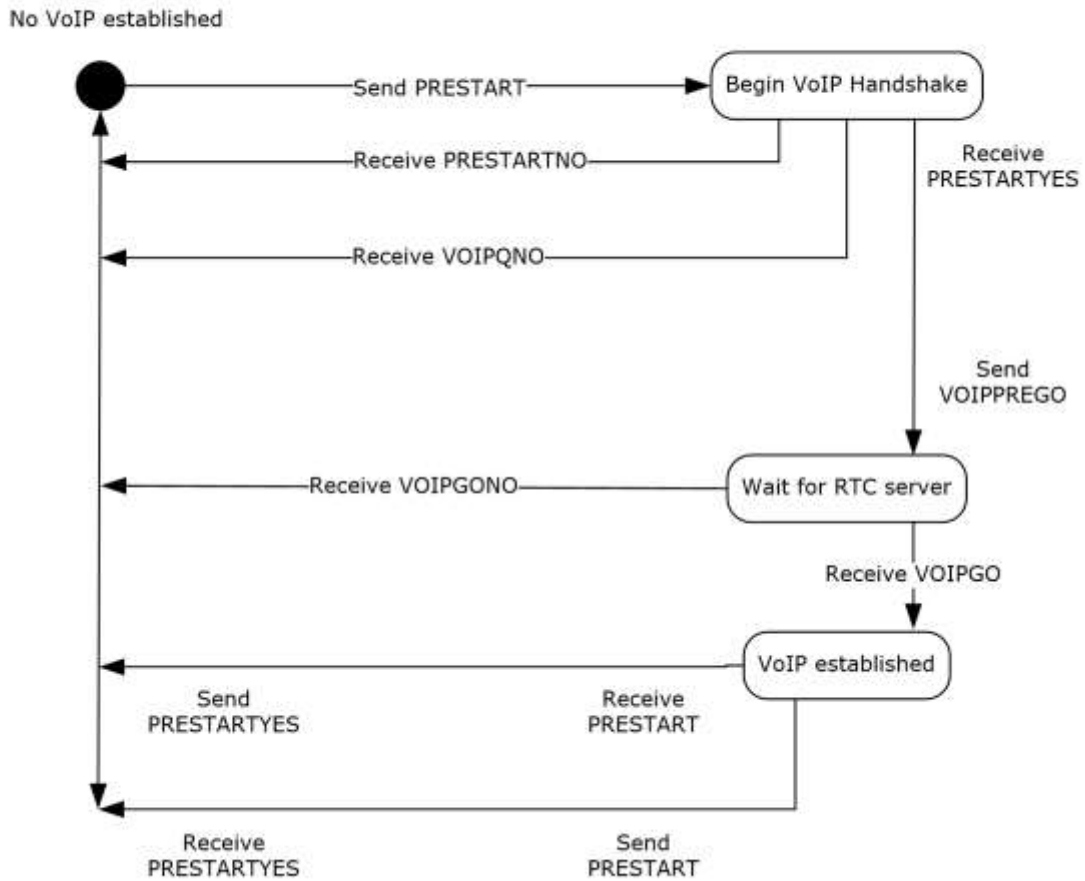 No VoIP established
Send PRESTART
Begin VoIP Handshake
Receive PRESTARTNO
Receive
PRESTARTYES
Receive VOIPQNO
Send
VOIPPREGO
Receive VOIPGONO
Wait for RTC server
Receive VOIPGO
VoIP established
Send
PRESTARTYES
Receive
PRESTART
Receive
PRESTARTYES
Send
PRESTART